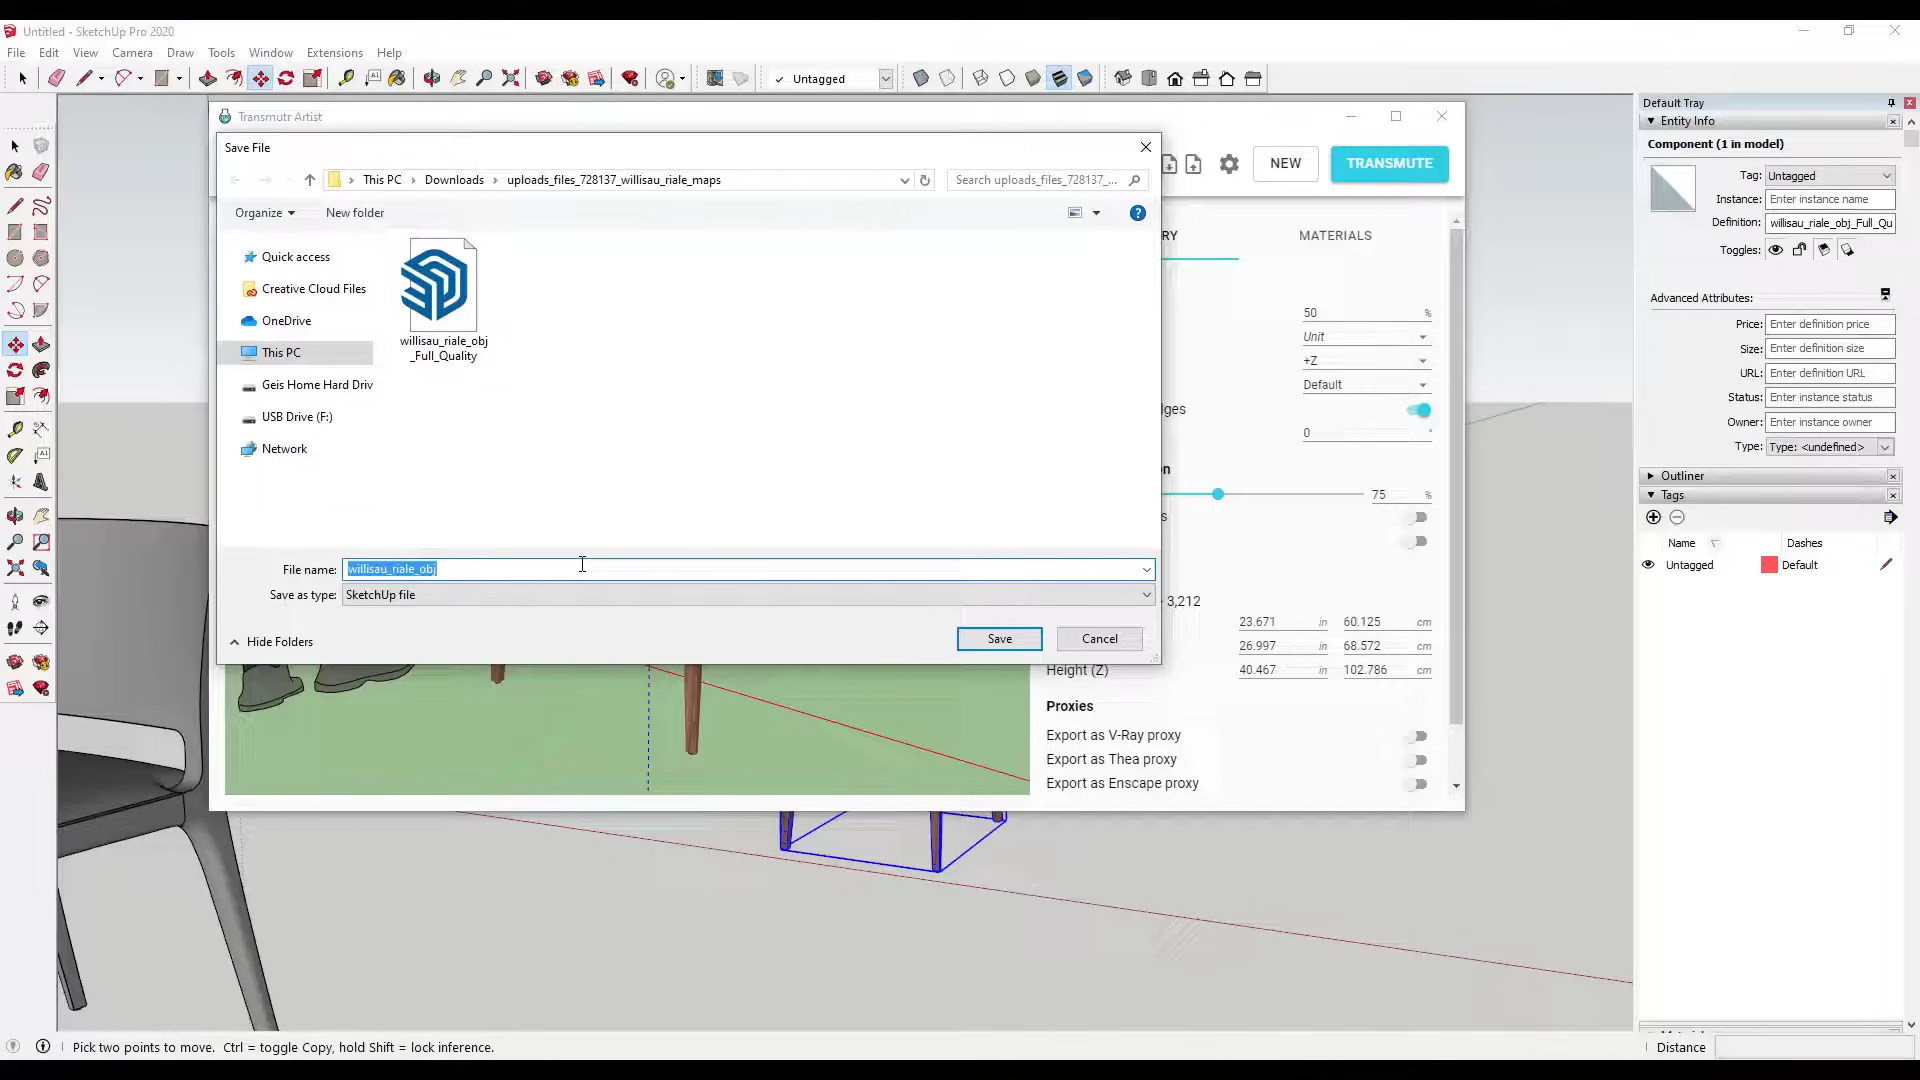 Untitled - SketchUp Pro 2020
File Edit View Camera Draw Tools Window Extensions Help
Untagged
Default Tray
Entity Info
Component (1 in model)
Tag: Untagged
Instance: Enter instance name
Definition: willisau_riale_obj_Full_Qu
Toggles:
Advanced Attributes:
Price: Enter definition price
Size: Enter definition size
URL: Enter definition URL
Status: Enter instance status
Owner: Enter instance owner
Type: Type: <undefined>
Outliner
Tags
Name Dashes
Untagged Default
Transmutr Artist
NEW TRANSMUTE
RY MATERIALS
50 %
Unit
+Z
Default
lges
0 °
on
75 %
s
- 3,212
23.671 in 60.125 cm
26.997 in 68.572 cm
Height (Z) 40.467 in 102.786 cm
Proxies
Export as V-Ray proxy
Export as Thea proxy
Export as Enscape proxy
Save File
This PC > Downloads > uploads_files_728137_willisau_riale_maps
Search uploads_files_728137_...
Organize New folder
Quick access
Creative Cloud Files
OneDrive
This PC
Geis Home Hard Driv
USB Drive (F:)
Network
willisau_riale_obj
_Full_Quality
File name: willisau_riale_obj
Save as type: SketchUp file
Hide Folders
Save Cancel
Pick two points to move. Ctrl = toggle Copy, hold Shift = lock inference.
Distance